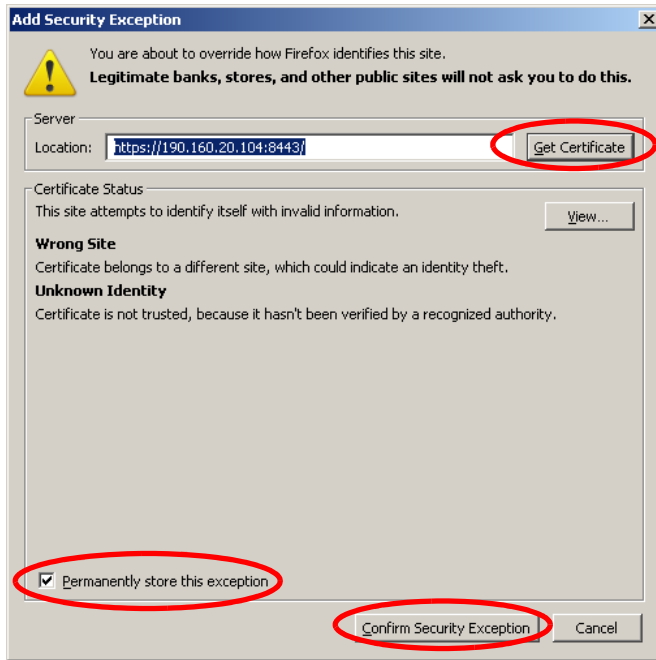 Add Security Exception
You are about to override how Firefox identifies this site.
Legitimate banks, stores, and other public sites will not ask you to do this.
Server
Location: https://190.160.20.104:8443/ Get Certificate
Certificate Status
This site attempts to identify itself with invalid information. View...
Wrong Site
Certificate belongs to a different site, which could indicate an identity theft.
Unknown Identity
Certificate is not trusted, because it hasn't been verified by a recognized authority.
Permanently store this exception
Confirm Security Exception Cancel